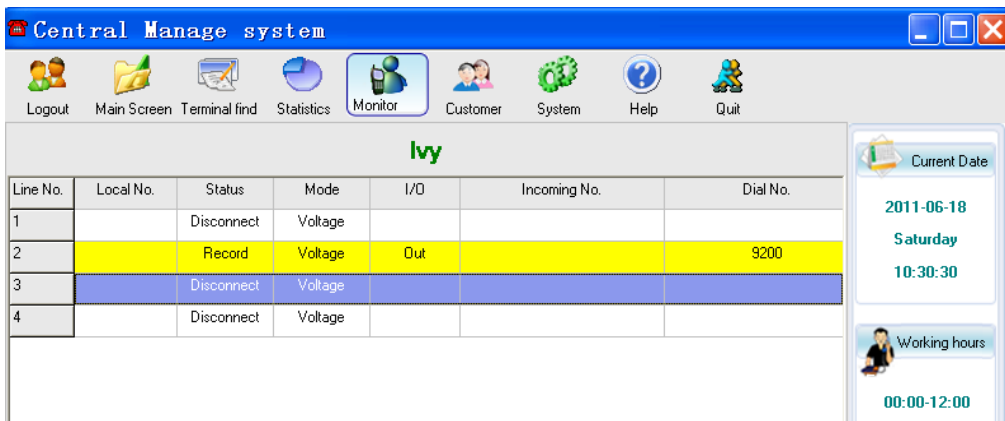 Central Manage system
Logout Main Screen Terminal find Statistics Monitor Customer System Help Quit
Ivy
Line No. Local No. Status Mode I/O Incoming No. Dial No.
1 Disconnect Voltage
2 Record Voltage Out 9200
3 Disconnect Voltage
4 Disconnect Voltage
Current Date
2011-06-18
Saturday
10:30:30
Working hours
00:00-12:00